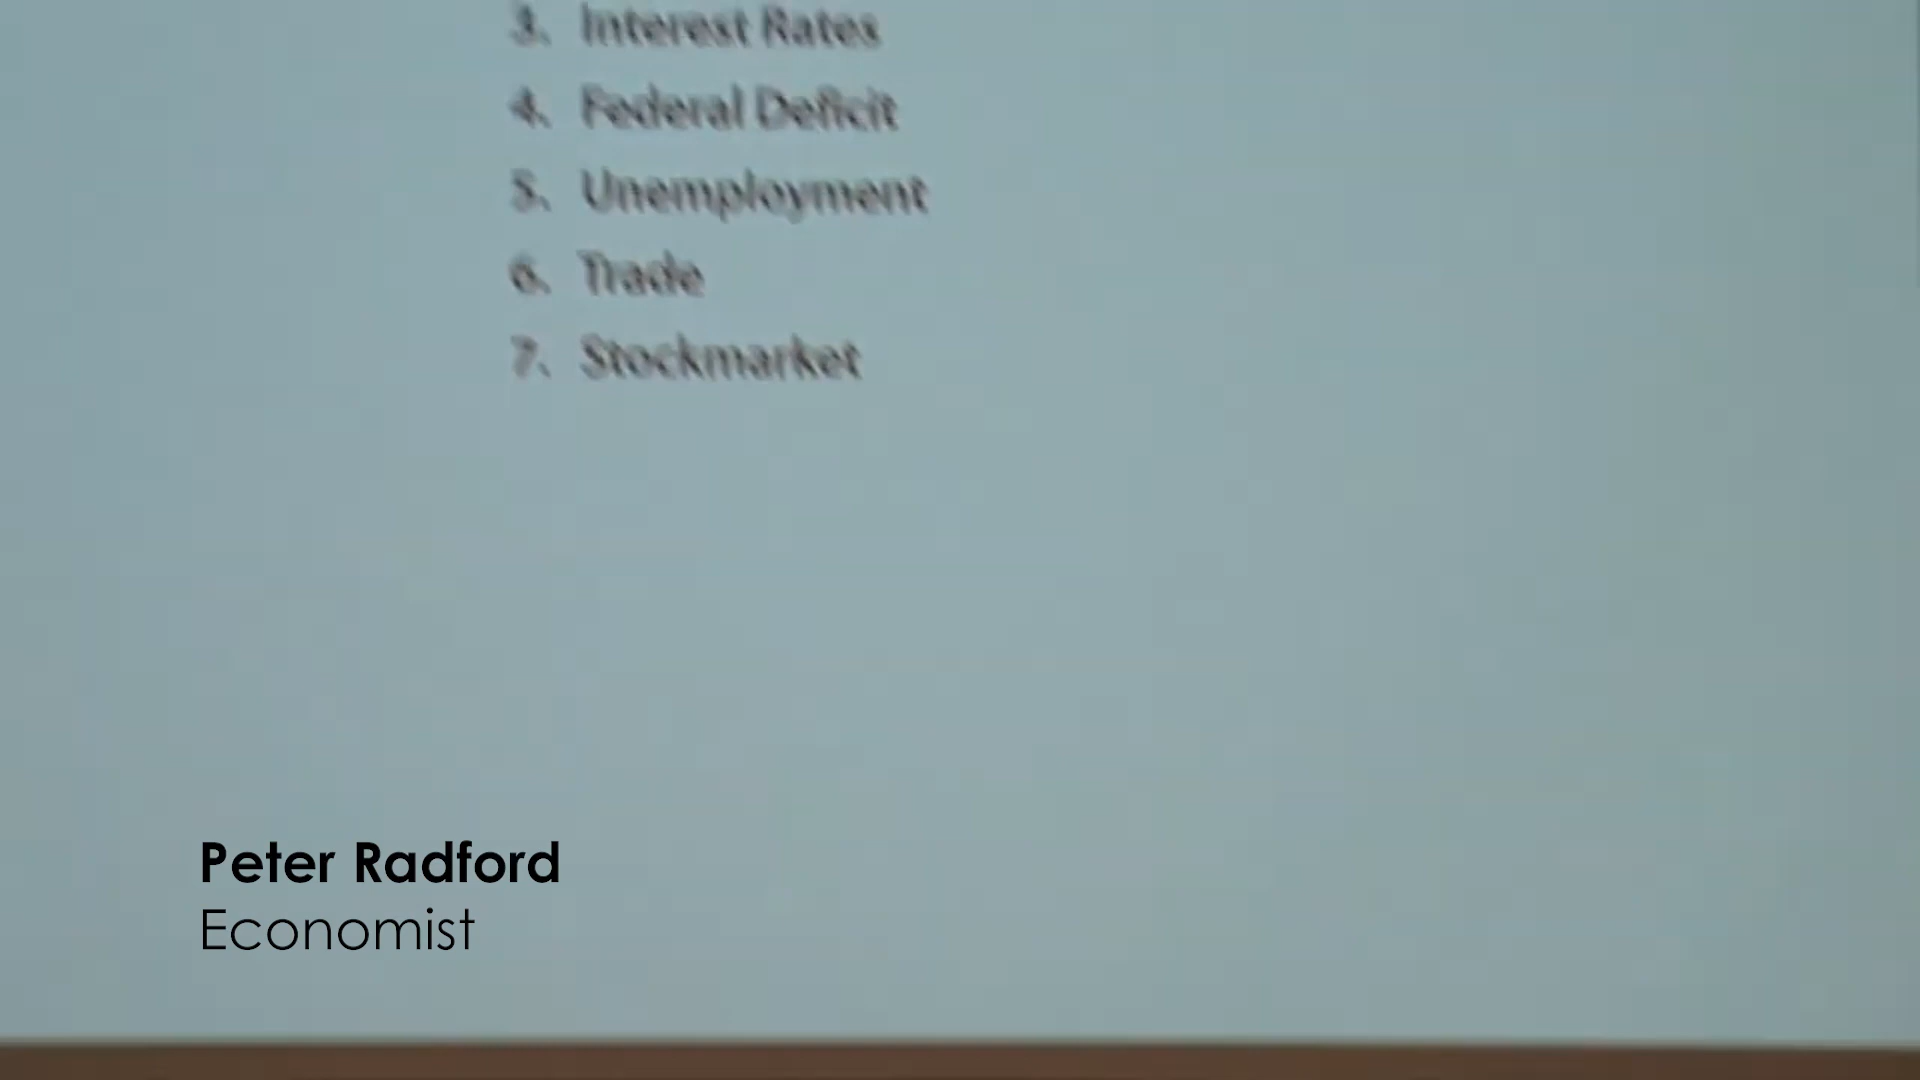 3. Interest Rates
4. Federal Deficit
5. Unemployment
6. Trade
7. Stockmarket
Peter Radford
Economist